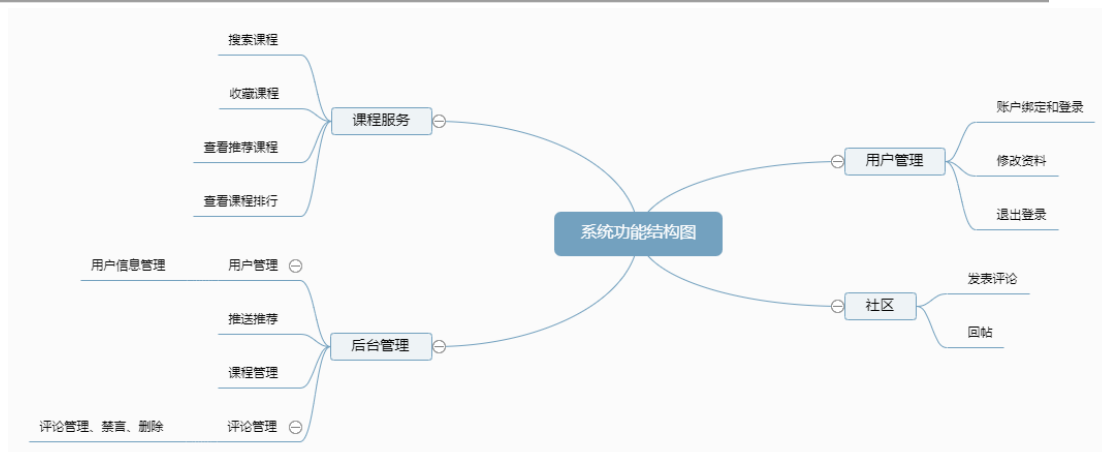 系统功能结构图
课程服务
搜索课程
收藏课程
查看推荐课程
查看课程排行
后台管理
用户管理
用户信息管理
推送推荐
课程管理
评论管理
评论管理、禁言、删除
用户管理
账户绑定和登录
修改资料
退出登录
社区
发表评论
回帖